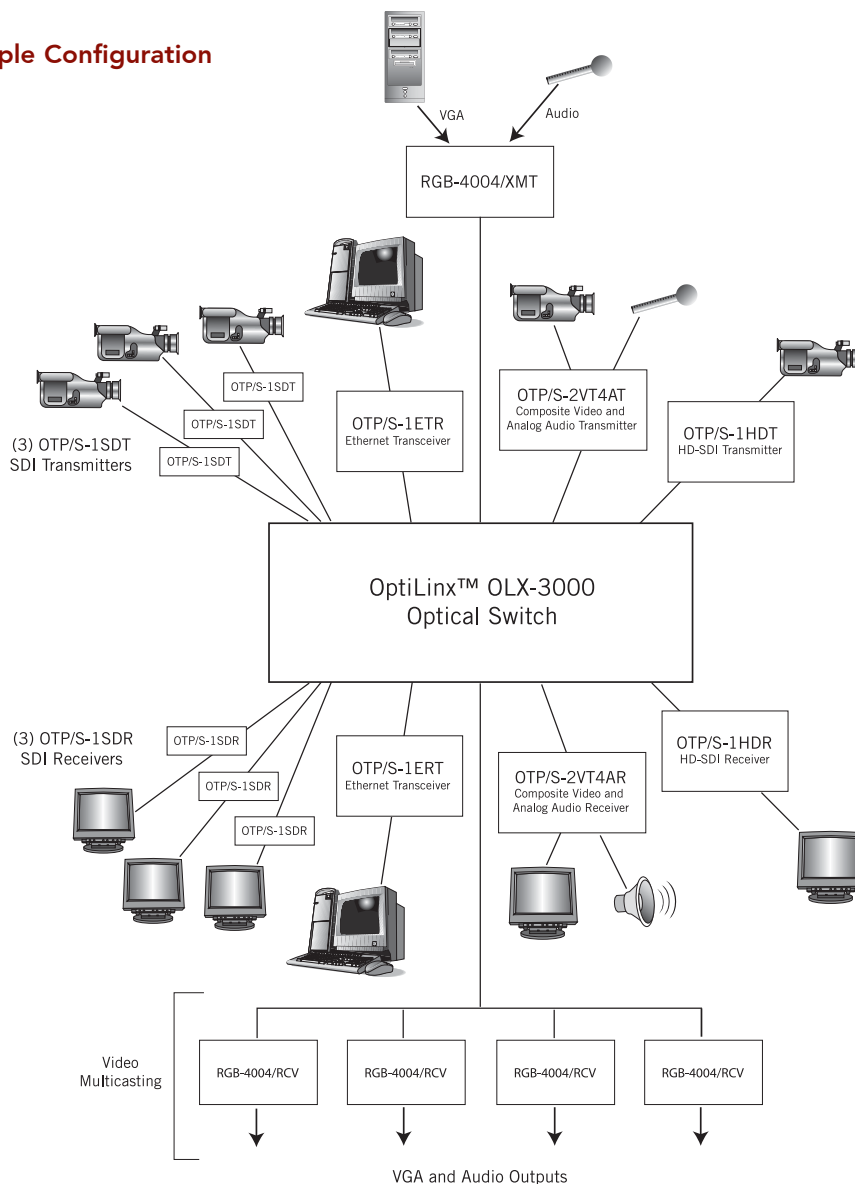 ple Configuration
VGA
Audio
RGB-4004/XMT
OTP/S-1SDT
OTP/S-1SDT
OTP/S-1SDT
(3) OTP/S-1SDT
SDI Transmitters
OTP/S-1ETR
Ethernet Transceiver
OTP/S-2VT4AT
Composite Video and
Analog Audio Transmitter
OTP/S-1HDT
HD-SDI Transmitter
OptiLinx™ OLX-3000
Optical Switch
(3) OTP/S-1SDR
SDI Receivers
OTP/S-1SDR
OTP/S-1SDR
OTP/S-1SDR
OTP/S-1ERT
Ethernet Transceiver
OTP/S-2VT4AR
Composite Video and
Analog Audio Receiver
OTP/S-1HDR
HD-SDI Receiver
Video
Multicasting
RGB-4004/RCV
RGB-4004/RCV
RGB-4004/RCV
RGB-4004/RCV
VGA and Audio Outputs